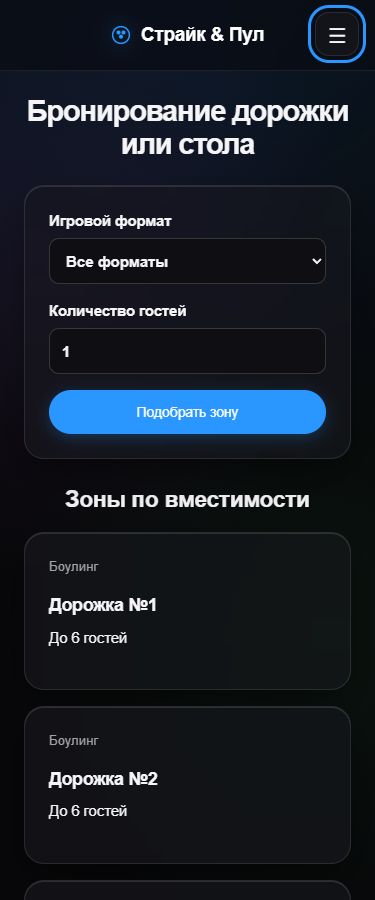 Страйк & Пул
Бронирование дорожки
или стола
Игровой формат
Все форматы
Количество гостей
1
Подобрать зону
Зоны по вместимости
Боулинг
Дорожка №1
До 6 гостей
Боулинг
Дорожка №2
До 6 гостей